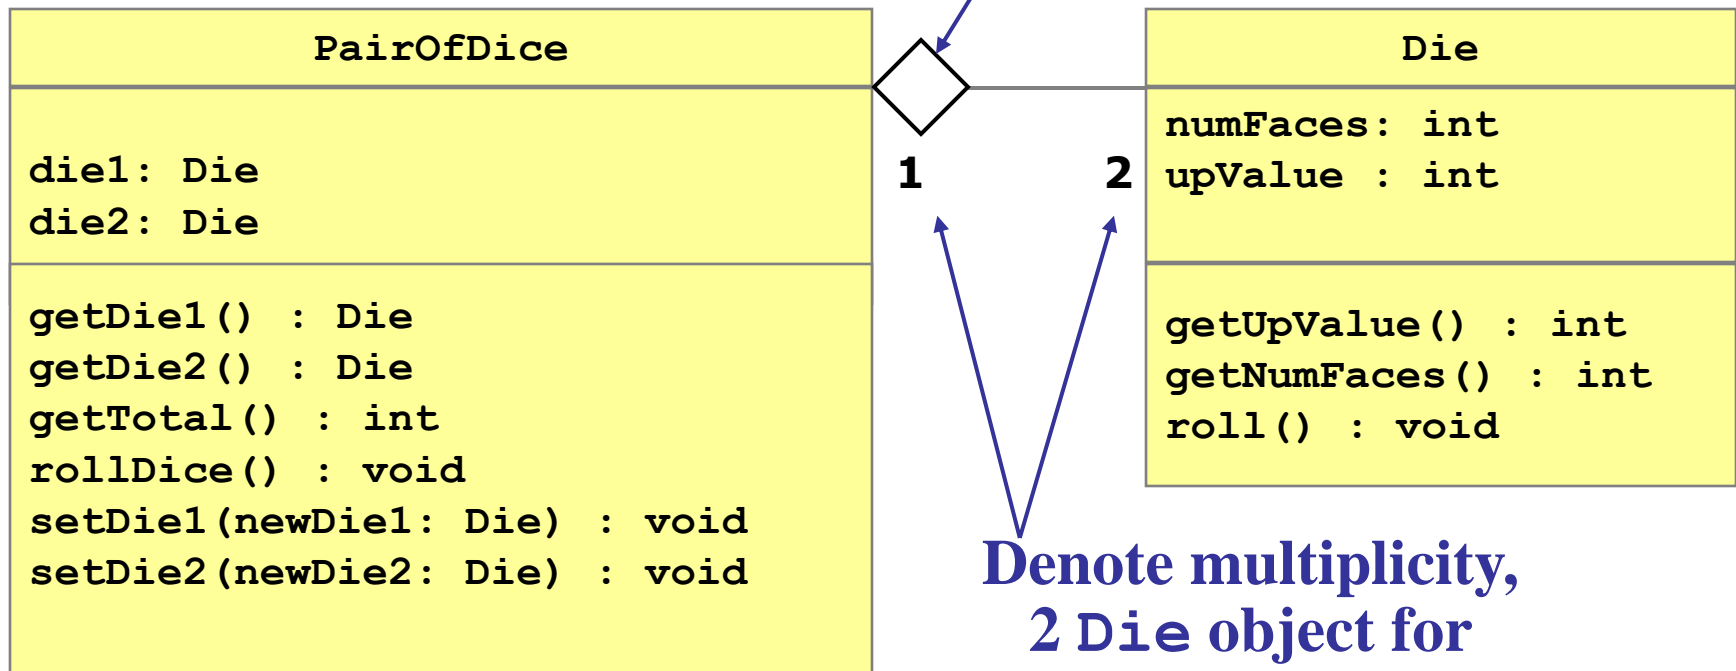 PairOfDice
die1: Die
die2: Die
getDie1() : Die
getDie2() : Die
getTotal() : int
rollDice() : void
setDie1(newDie1: Die) : void
setDie2(newDie2: Die) : void
1
2
Die
numFaces: int
upValue : int
getUpValue() : int
getNumFaces() : int
roll() : void
Denote multiplicity,
2 Die object for